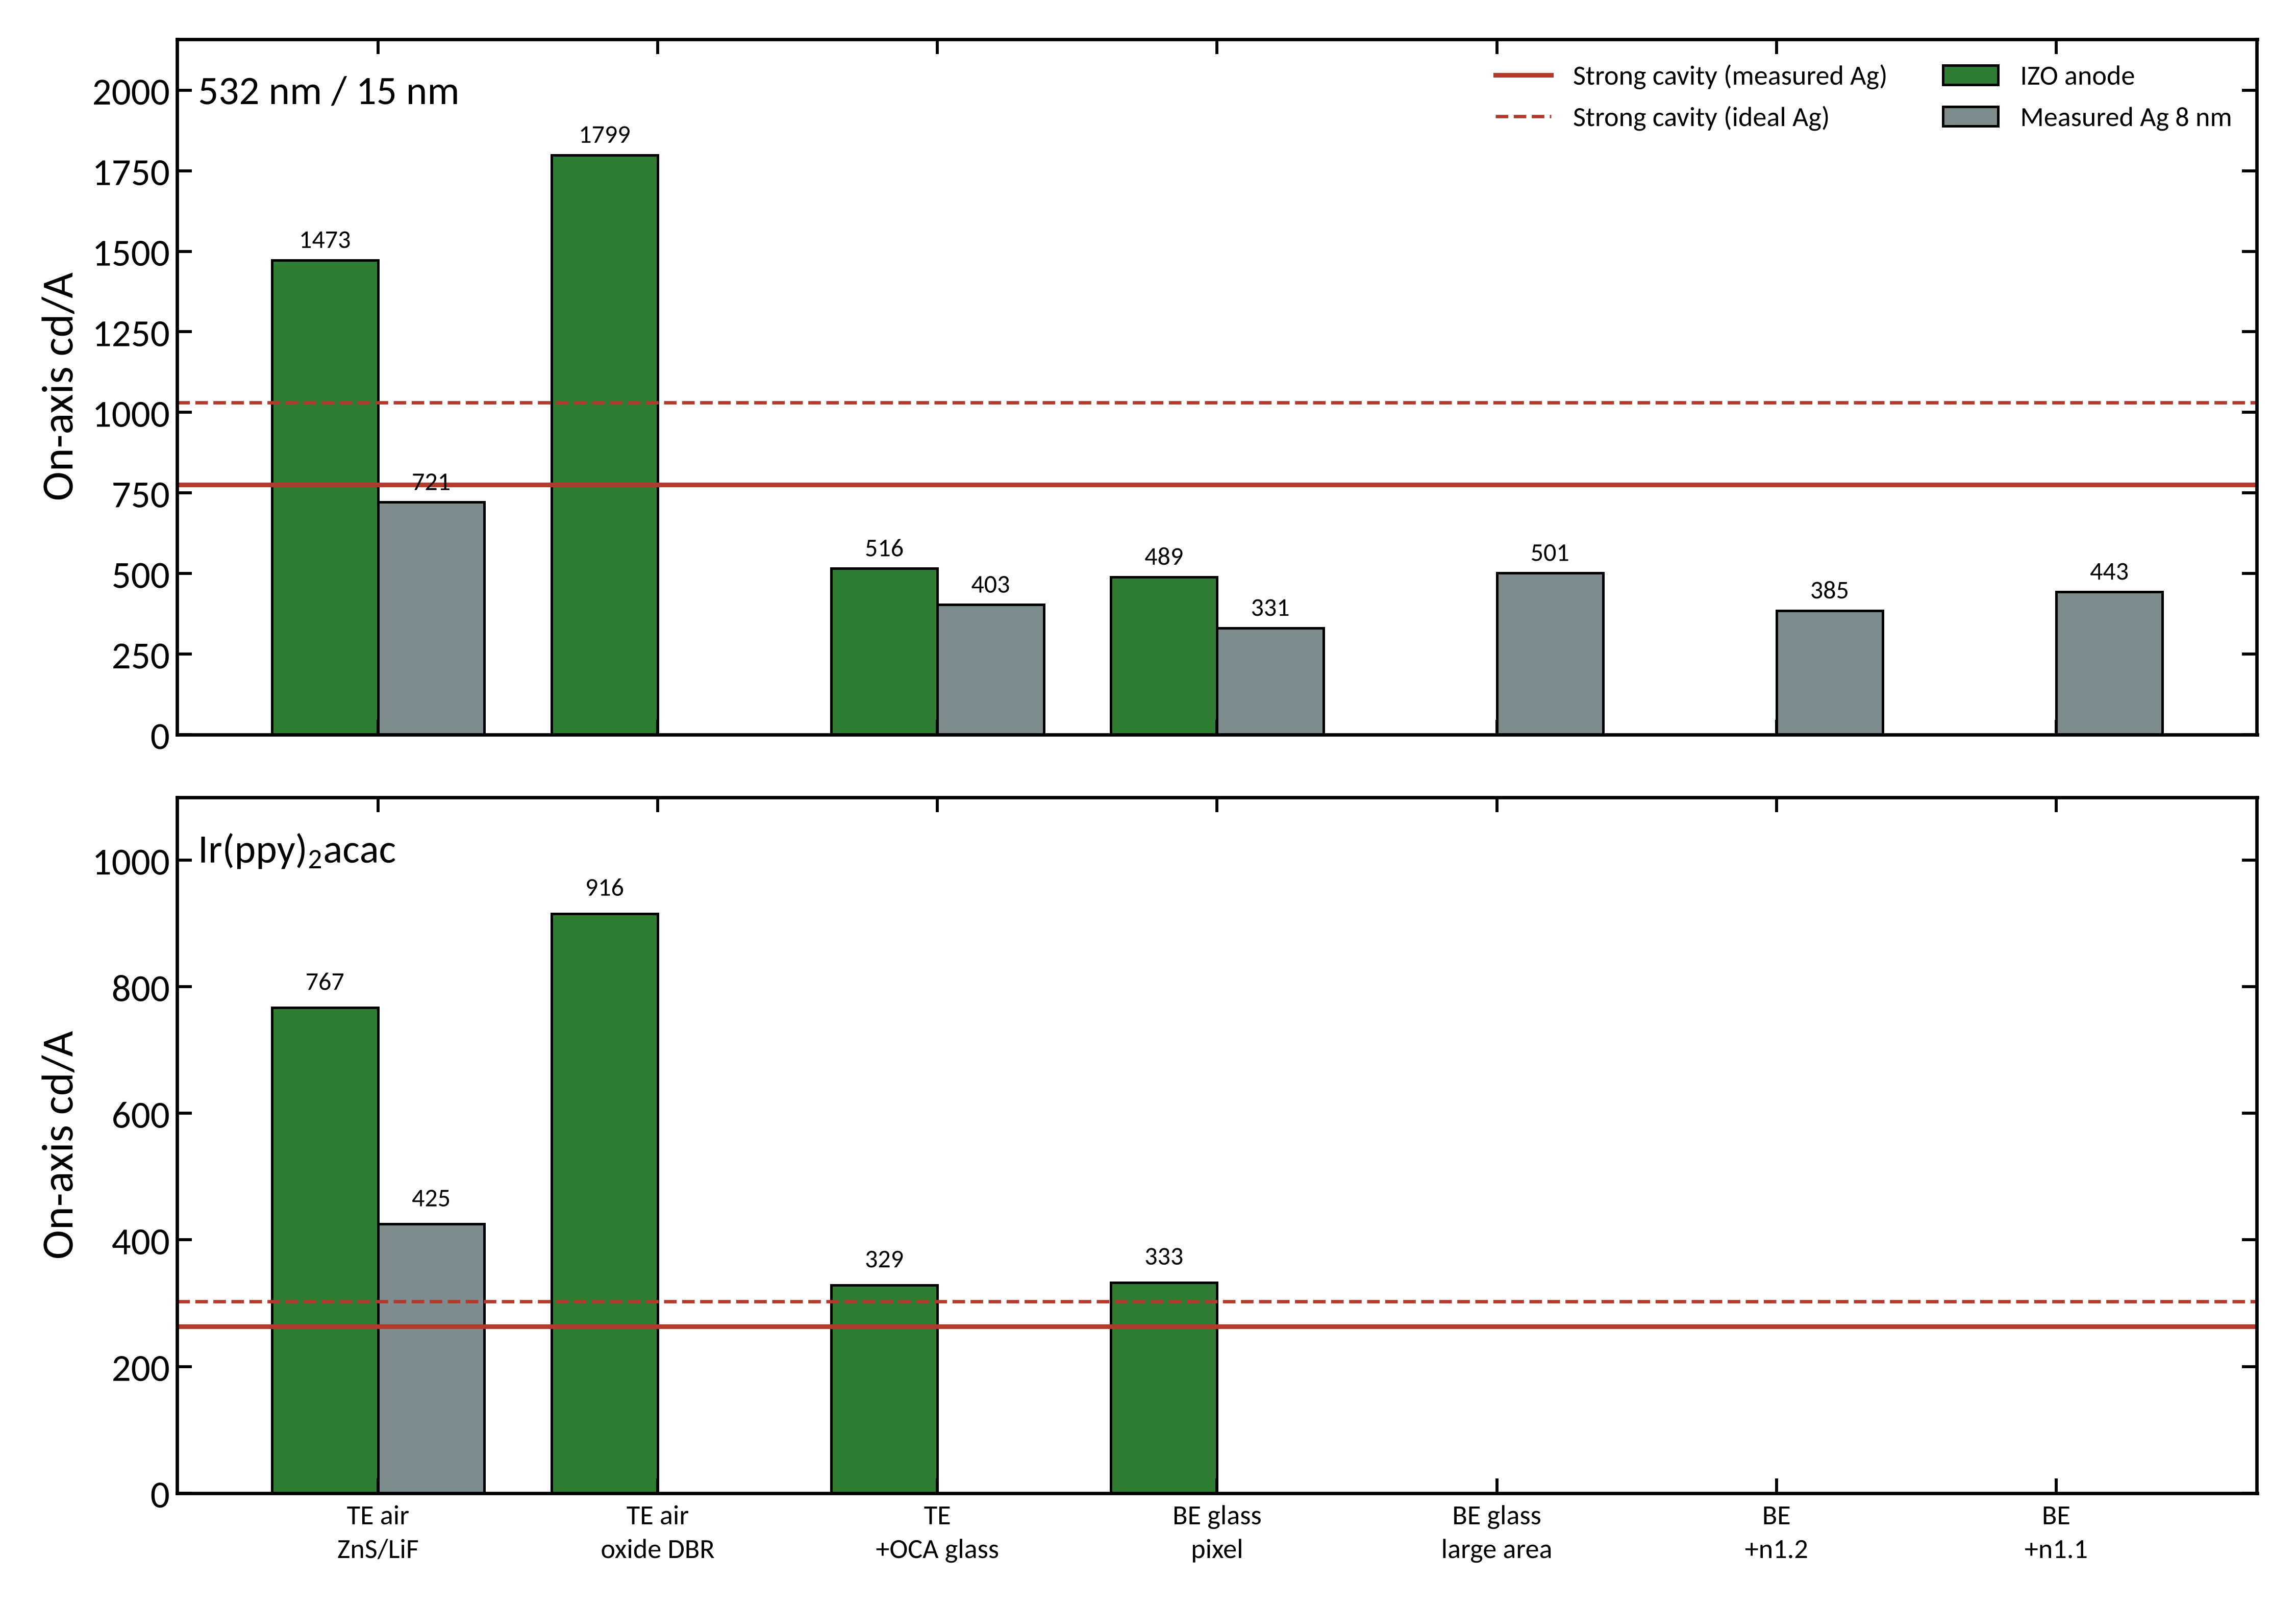 532 nm / 15 nm
Strong cavity (measured Ag)
Strong cavity (ideal Ag)
IZO anode
Measured Ag 8 nm
On-axis cd/A
2000
1750
1500
1250
1000
750
500
250
0
1473
721
1799
516
403
489
331
501
385
443
Ir(ppy)₂acac
On-axis cd/A
1000
800
600
400
200
0
767
425
916
329
333
TE air
ZnS/LiF
TE air
oxide DBR
TE
+OCA glass
BE glass
pixel
BE glass
large area
BE
+n1.2
BE
+n1.1